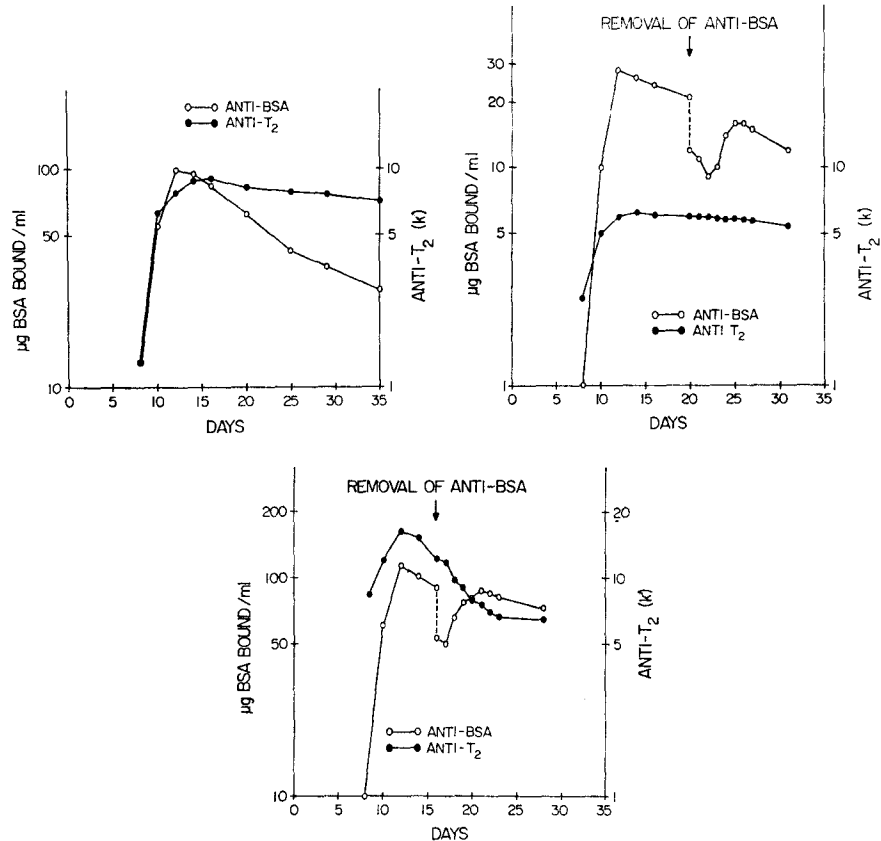 ANTI-BSA
ANTI-T2
100
50
10
µg BSA BOUND/ml
10
5
1
ANTI-T2 (k)
0 5 10 15 20 25 30 35
DAYS
REMOVAL OF ANTI-BSA
30
20
10
5
1
µg BSA BOUND/ml
10
5
1
ANTI-T2 (k)
ANTI-BSA
ANTI T2
0 5 10 15 20 25 30 35
DAYS
REMOVAL OF ANTI-BSA
200
100
50
10
µg BSA BOUND/ml
20
10
5
1
ANTI-T2 (k)
ANTI-BSA
ANTI-T2
0 5 10 15 20 25 30 35
DAYS